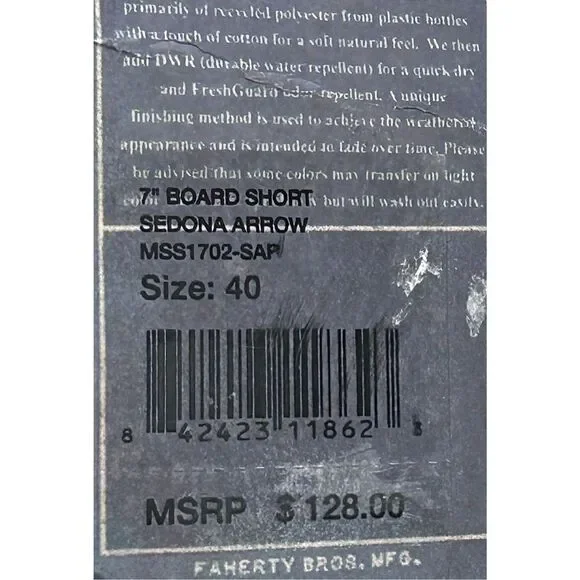 primarily of recycled polyester from plastic bottles
with a touch of cotton for a soft natural feel. We then
add DWR (durable water repellent) for a quick dry
and FreshGuard odor repellent. A unique
finishing method is used to achieve the weathered
appearance and is intended to fade over time. Please
be advised that some colors may transfer on light
but will wash out easily.
7" BOARD SHORT
SEDONA ARROW
MSS1702-SAP
Size: 40
8 42423 11862 3
MSRP $ 128.00
FAHERTY BROS. MFG.